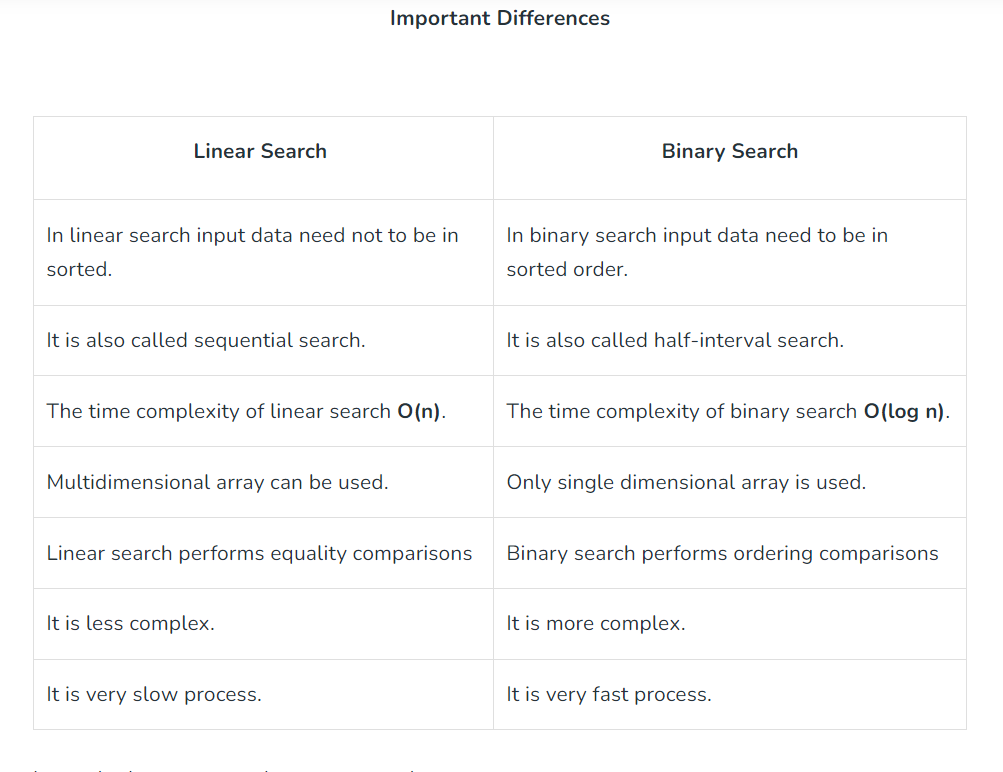 Important Differences
Linear Search
Binary Search
In linear search input data need not to be in
sorted.
In binary search input data need to be in
sorted order.
It is also called sequential search.
It is also called half-interval search.
The time complexity of linear search O(n).
The time complexity of binary search O(log n).
Multidimensional array can be used.
Only single dimensional array is used.
Linear search performs equality comparisons
Binary search performs ordering comparisons
It is less complex.
It is more complex.
It is very slow process.
It is very fast process.